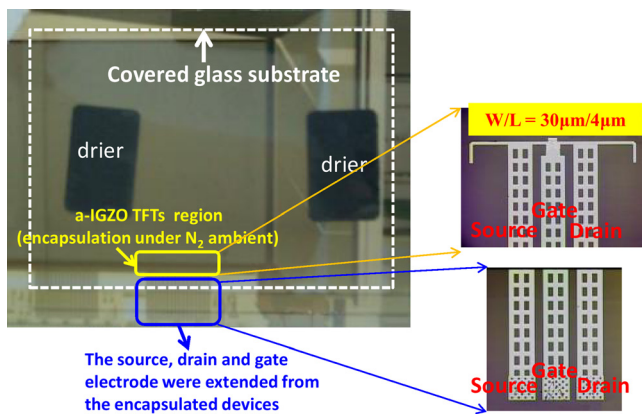 Covered glass substrate
drier
drier
a-IGZO TFTs region
(encapsulation under N₂ ambient)
The source, drain and gate
electrode were extended from
the encapsulated devices
W/L = 30μm/4μm
Gate
Source Drain
Gate
Source Drain